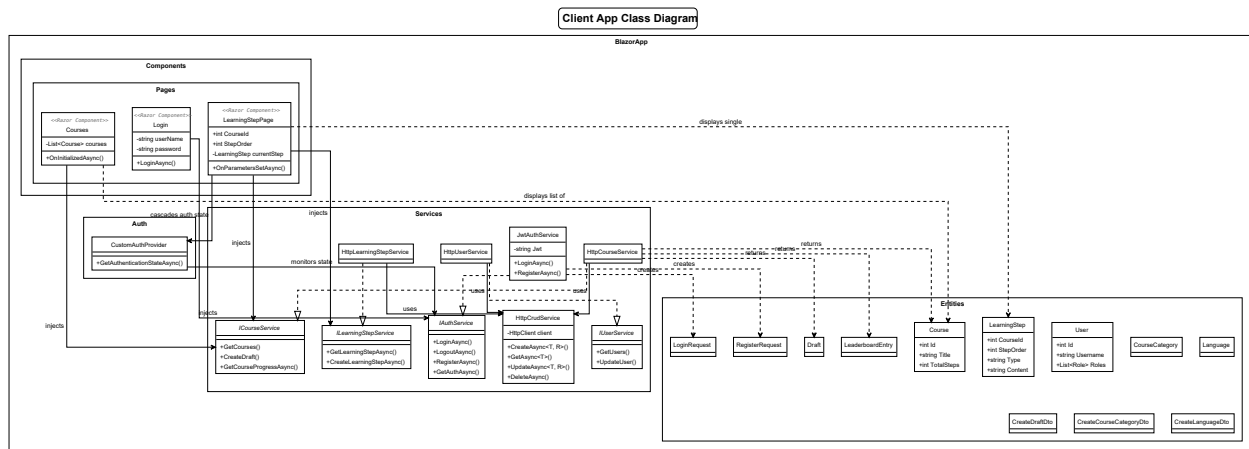 Client App Class Diagram
BlazorApp
Components
Pages
<<Razor Component>>
Courses
-List<Course> courses
+OnInitializedAsync()
<<Razor Component>>
Login
-string userName
-string password
+LoginAsync()
<<Razor Component>>
LearningStepPage
+int CourseId
+int StepOrder
-LearningStep currentStep
+OnParametersSetAsync()
displays single
displays list of
cascades auth state
injects
injects
injects
injects
monitors state
Auth
CustomAuthProvider
+GetAuthenticationStateAsync()
Services
HttpLearningStepService
HttpUserService
JwtAuthService
-string Jwt
+LoginAsync()
+RegisterAsync()
HttpCourseService
returns
returns
returns
creates
creates
uses
uses
uses
ICourseService
+GetCourses()
+CreateDraft()
+GetCourseProgressAsync()
ILearningStepService
+GetLearningStepAsync()
+CreateLearningStepAsync()
IAuthService
+LoginAsync()
+LogoutAsync()
+RegisterAsync()
+GetAuthAsync()
HttpCrudService
-HttpClient client
+CreateAsync<T, R>()
+GetAsync<T>()
+UpdateAsync<T, R>()
+DeleteAsync()
IUserService
+GetUsers()
+UpdateUser()
Entities
LoginRequest
RegisterRequest
Draft
LeaderboardEntry
Course
+int Id
+string Title
+int TotalSteps
LearningStep
+int CourseId
+int StepOrder
+string Type
+string Content
User
+int Id
+string Username
+List<Role> Roles
CourseCategory
Language
CreateDraftDto
CreateCourseCategoryDto
CreateLanguageDto